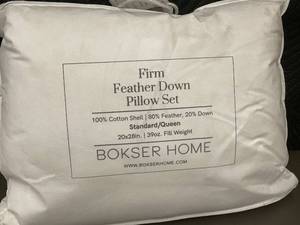 Firm
Feather Down
Pillow Set
100% Cotton Shell | 80% Feather, 20% Down
Standard/Queen
20x28in. | 39oz. Fill Weight
BOKSER HOME
WWW.BOKSERHOME.COM